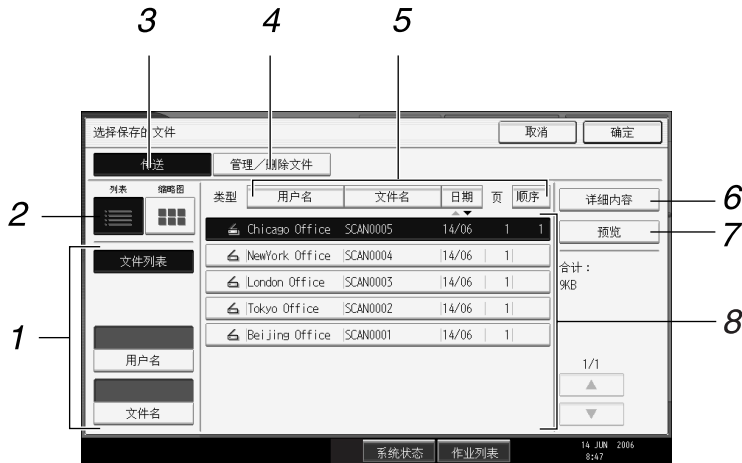 3 4 5
选择保存的文件 取消 确定
传送 管理／删除文件
列表 缩略图 类型 用户名 文件名 日期 页 顺序 详细内容 6
2
Chicago Office SCAN0005 14/06 1 1 预览 7
文件列表 NewYork Office SCAN0004 14/06 1
合计：
London Office SCAN0003 14/06 1 9KB
Tokyo Office SCAN0002 14/06 1 8
1 Beijing Office SCAN0001 14/06 1
用户名 1/1
文件名
系统状态 作业列表 14 JUN 2006
8:47